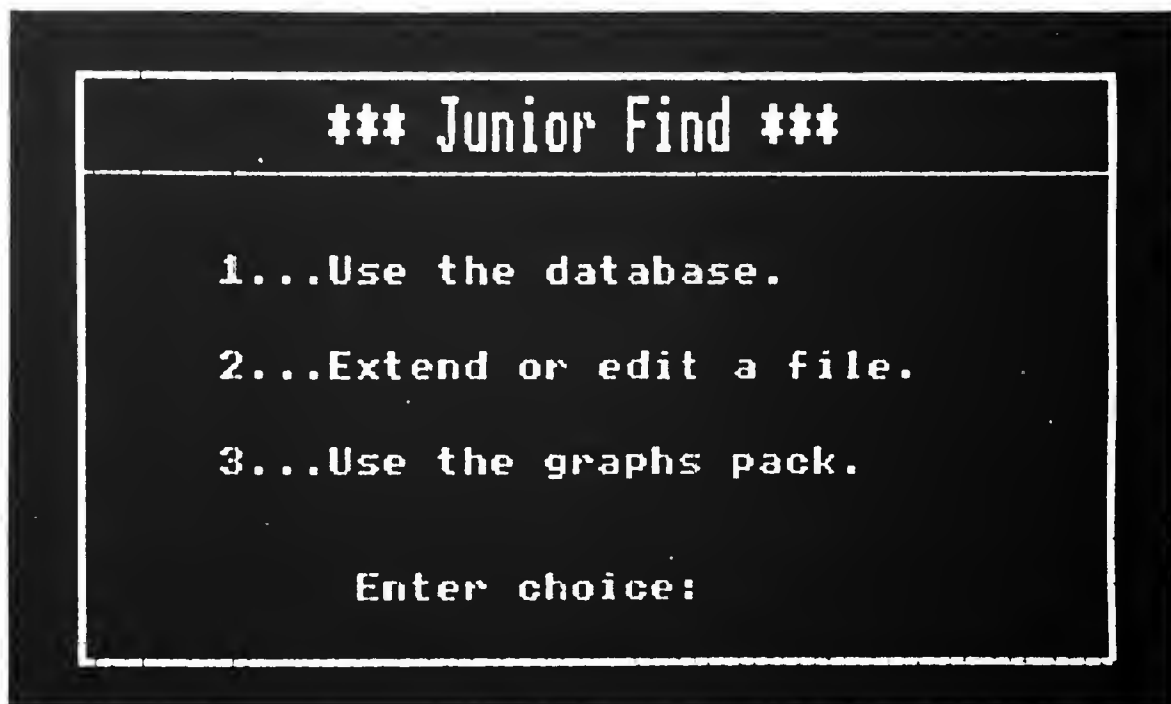 *** Junior Find ***
1...Use the database.
2...Extend or edit a file.
3...Use the graphs pack.
Enter choice: